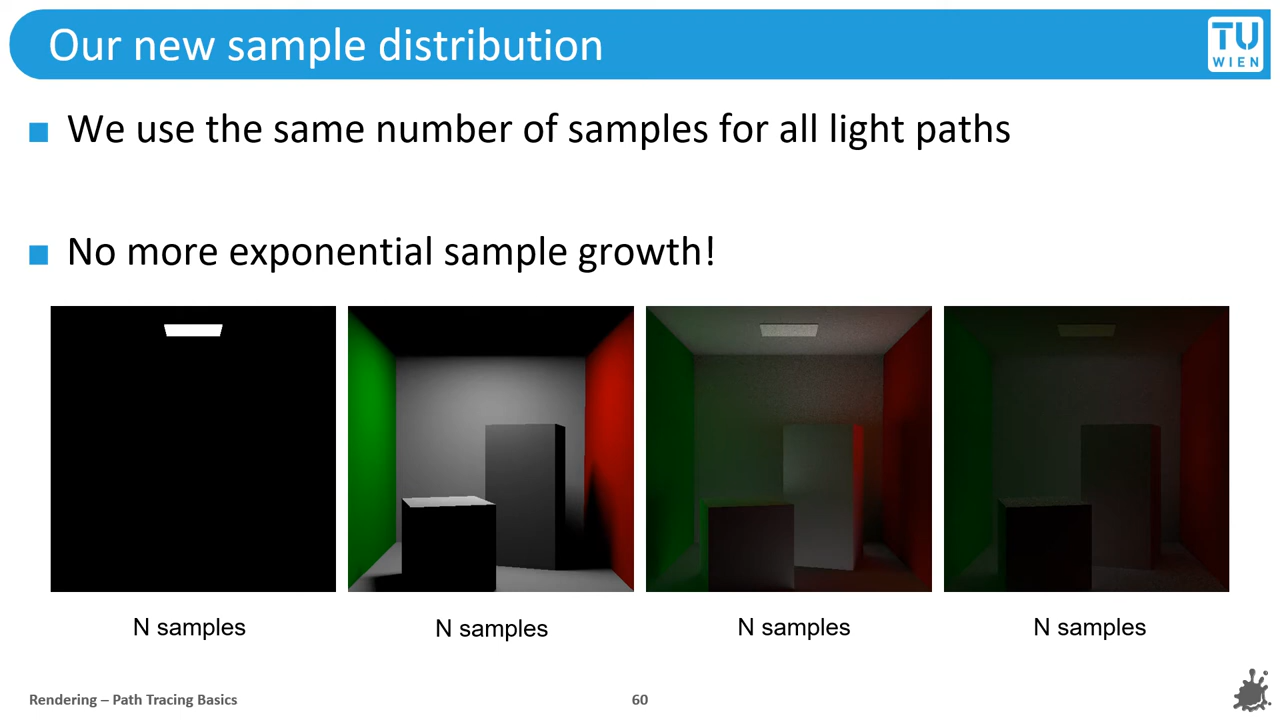 Our new sample distribution
TU
WIEN
We use the same number of samples for all light paths
No more exponential sample growth!
N samples
N samples
N samples
N samples
Rendering – Path Tracing Basics
60